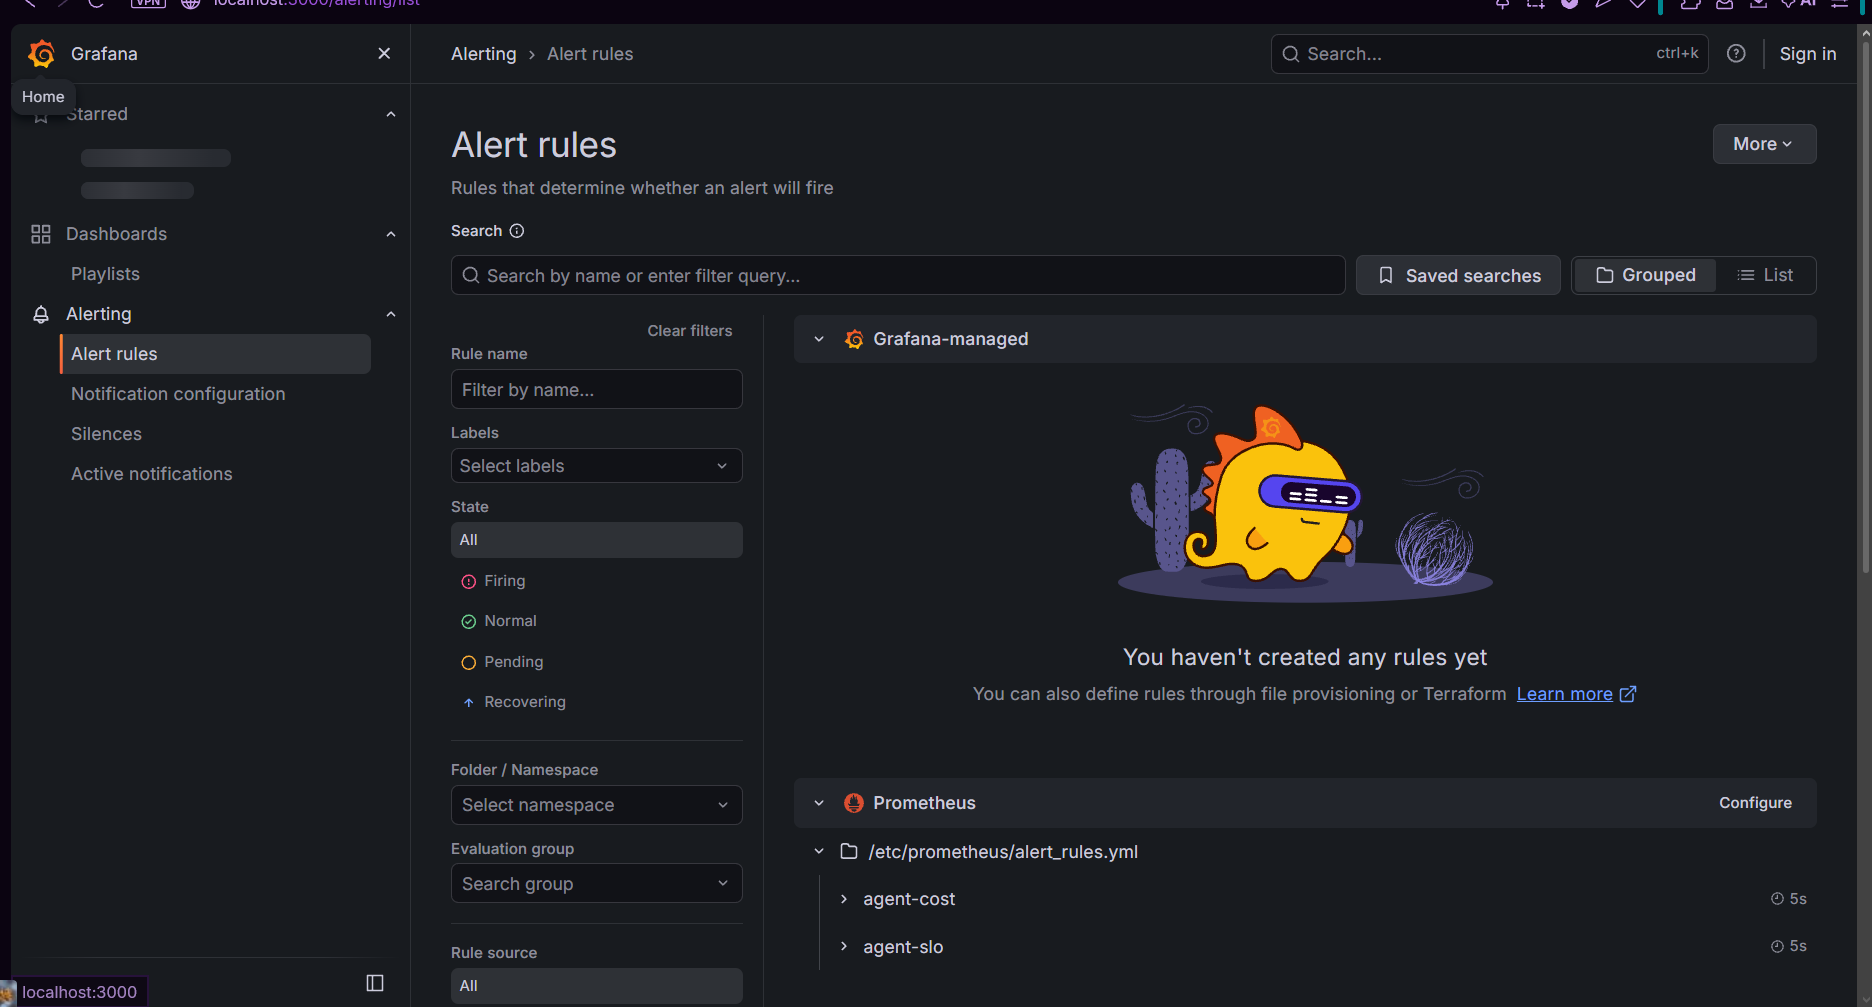 VPN
localhost:3000/alerting/list
Grafana
Alerting › Alert rules
Search...
ctrl+k
Sign in
Home
Starred
Dashboards
Playlists
Alerting
Alert rules
Notification configuration
Silences
Active notifications
localhost:3000
Alert rules
More
Rules that determine whether an alert will fire
Search
Search by name or enter filter query...
Saved searches
Grouped
List
Clear filters
Rule name
Filter by name...
Labels
Select labels
State
All
Firing
Normal
Pending
Recovering
Folder / Namespace
Select namespace
Evaluation group
Search group
Rule source
All
Grafana-managed
You haven't created any rules yet
You can also define rules through file provisioning or Terraform Learn more
Prometheus
Configure
/etc/prometheus/alert_rules.yml
agent-cost
5s
agent-slo
5s